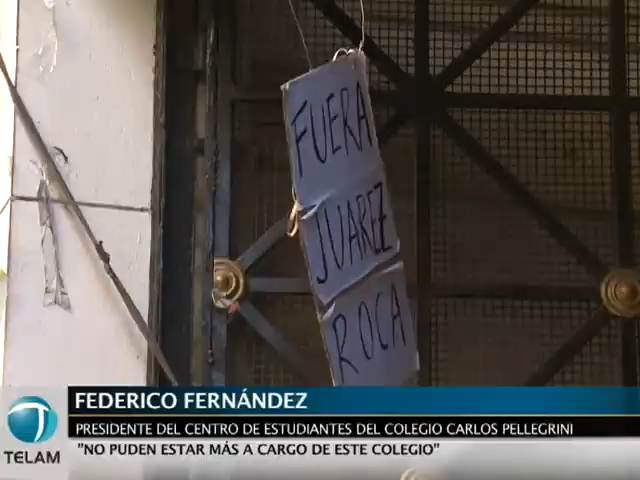 FUERA
JUAREZ
ROCA
FEDERICO FERNÁNDEZ
PRESIDENTE DEL CENTRO DE ESTUDIANTES DEL COLEGIO CARLOS PELLEGRINI
"NO PUDEN ESTAR MÁS A CARGO DE ESTE COLEGIO"
TELAM